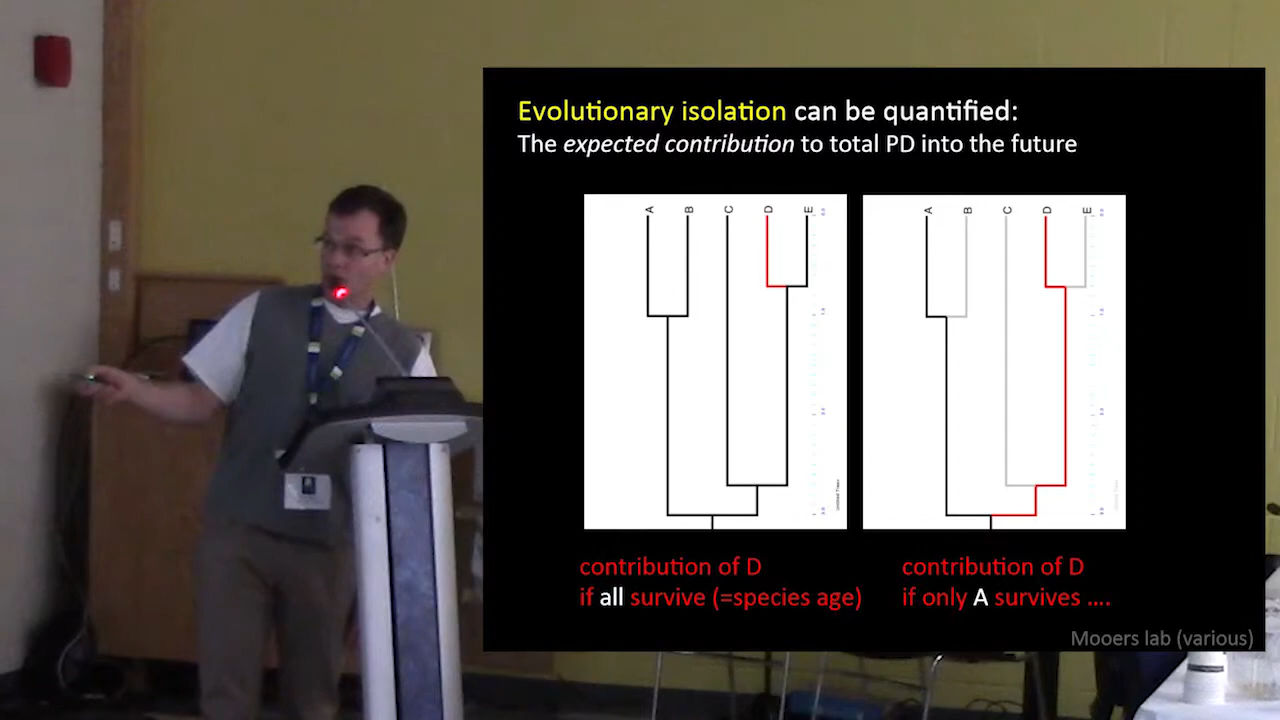 Evolutionary isolation can be quantified:
The expected contribution to total PD into the future
A B C D E
A B C D E
contribution of D
if all survive (=species age)
contribution of D
if only A survives ....
Mooers lab (various)